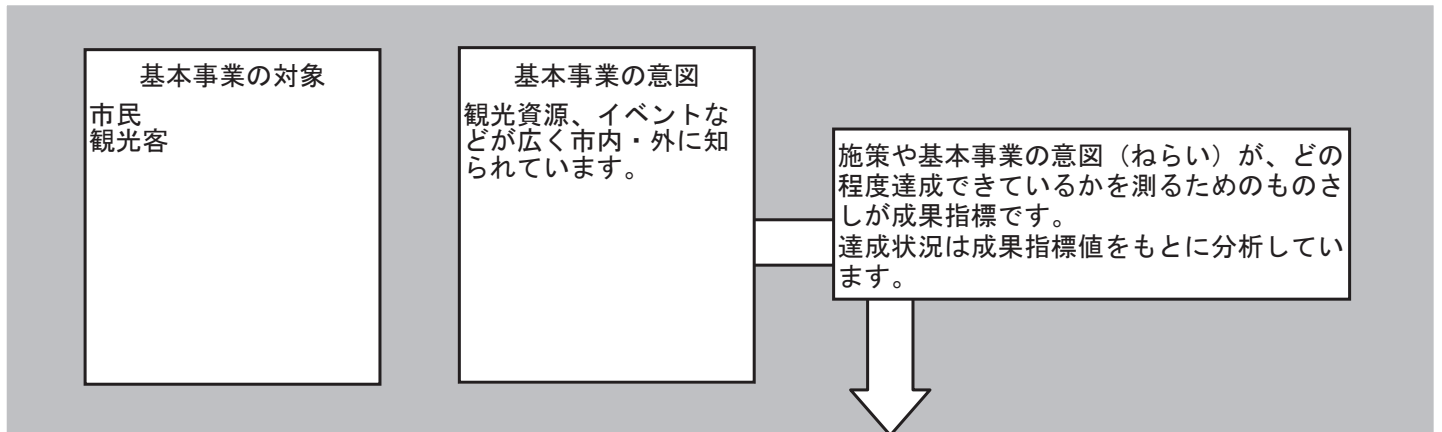 基本事業の対象
市民
観光客
基本事業の意図
観光資源、イベントな
どが広く市内・外に知
られています。
施策や基本事業の意図（ねらい）が、どの
程度達成できているかを測るためのものさ
しが成果指標です。
達成状況は成果指標値をもとに分析してい
ます。